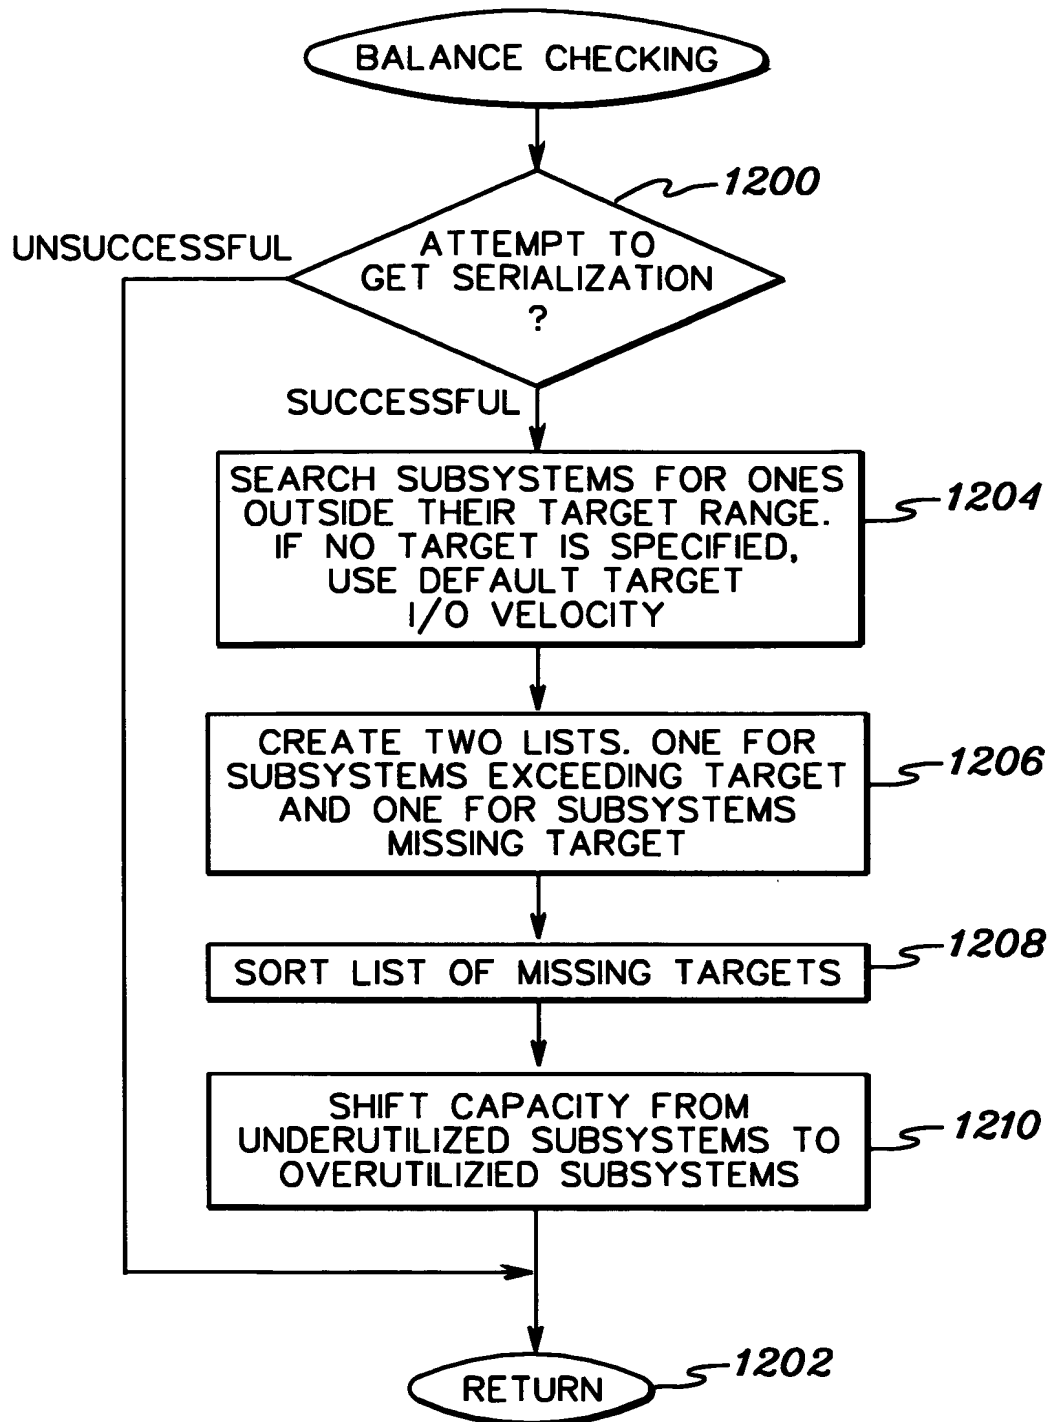 BALANCE CHECKING
1200
UNSUCCESSFUL
ATTEMPT TO
GET SERIALIZATION
?
SUCCESSFUL
SEARCH SUBSYSTEMS FOR ONES
OUTSIDE THEIR TARGET RANGE.
IF NO TARGET IS SPECIFIED,
USE DEFAULT TARGET
I/O VELOCITY
1204
CREATE TWO LISTS. ONE FOR
SUBSYSTEMS EXCEEDING TARGET
AND ONE FOR SUBSYSTEMS
MISSING TARGET
1206
SORT LIST OF MISSING TARGETS
1208
SHIFT CAPACITY FROM
UNDERUTILIZED SUBSYSTEMS TO
OVERUTILIZIED SUBSYSTEMS
1210
RETURN
1202